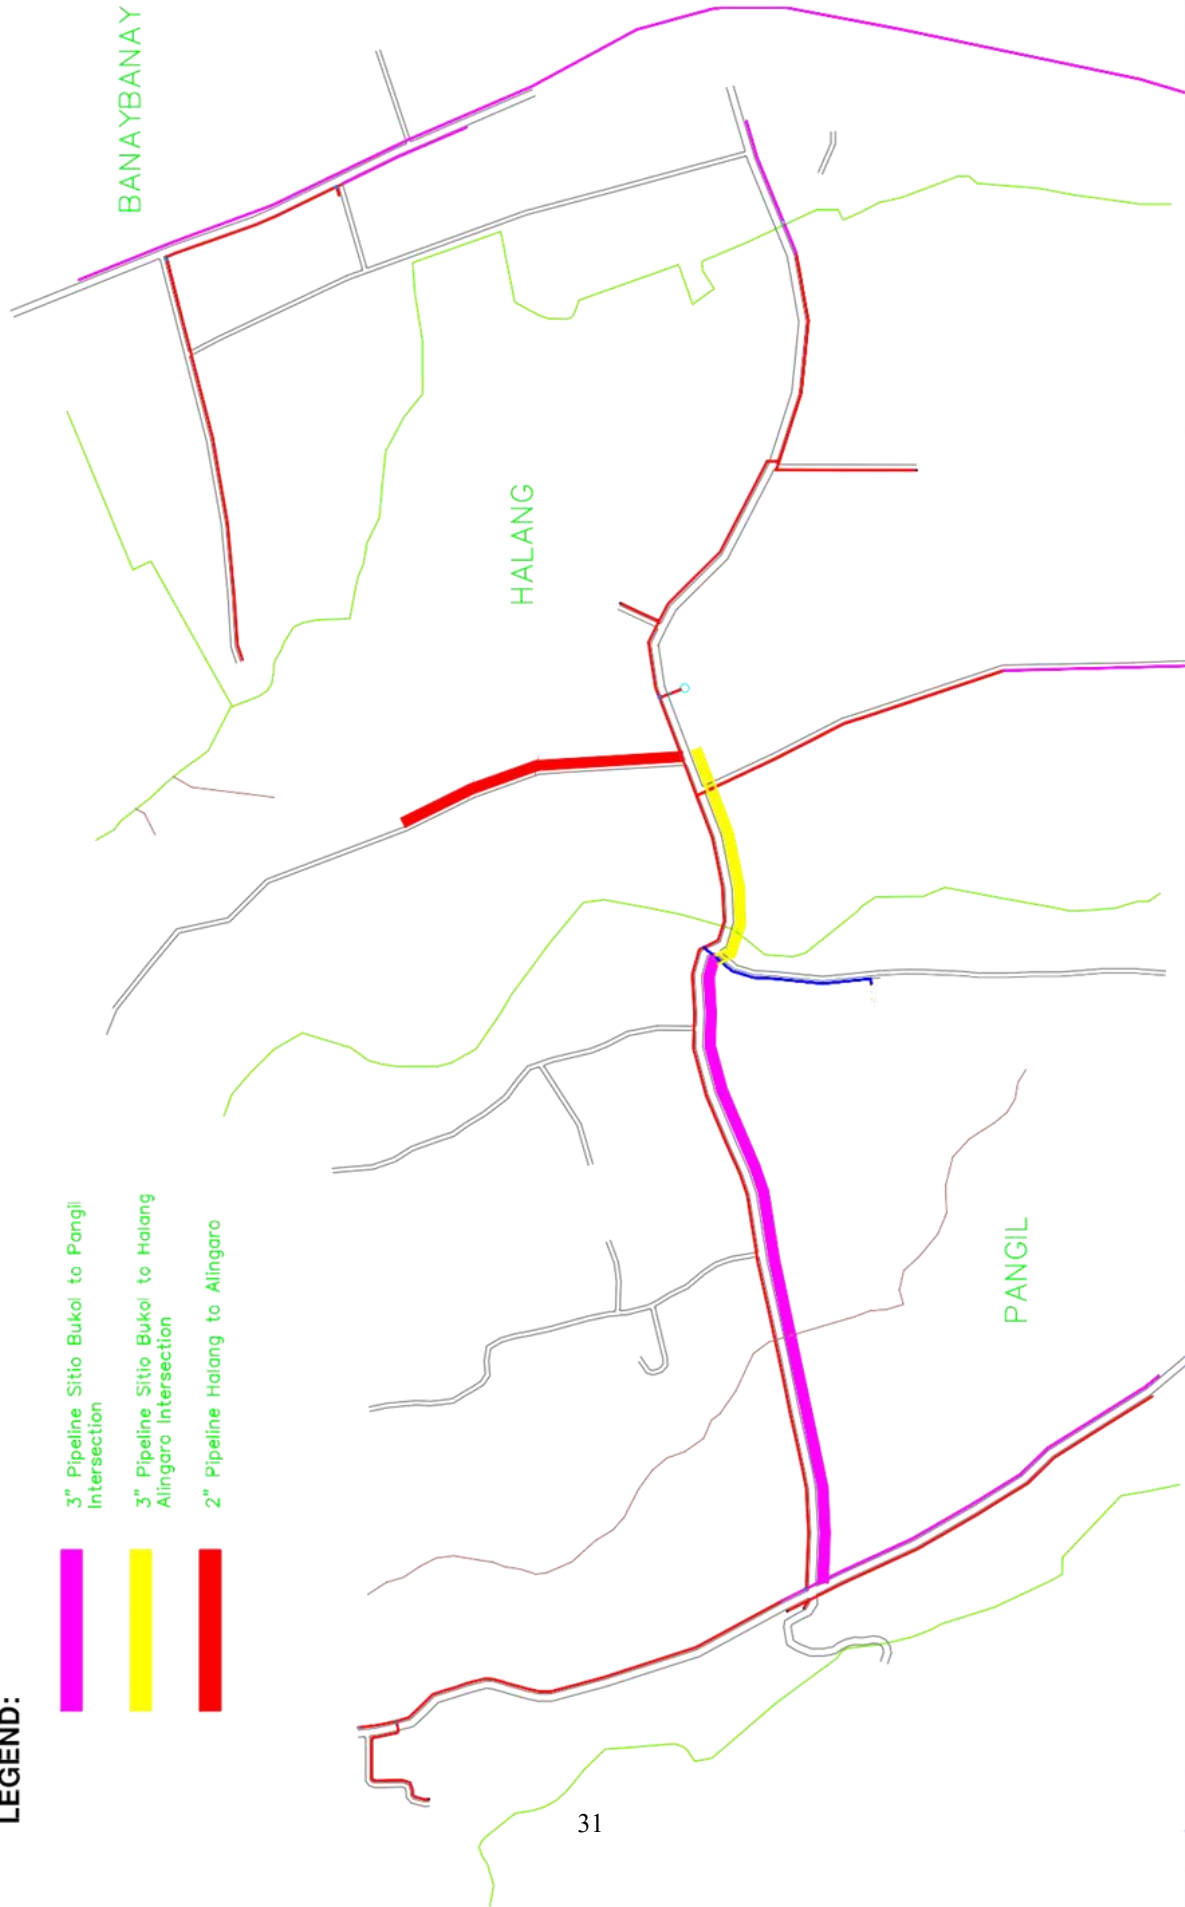 LEGEND:
3" Pipeline Sitio Bukol to Pangil
Intersection
3" Pipeline Sitio Bukol to Halang
Alingaro Intersection
2" Pipeline Halang to Alingaro
BANAYBANAY
HALANG
PANGIL
31